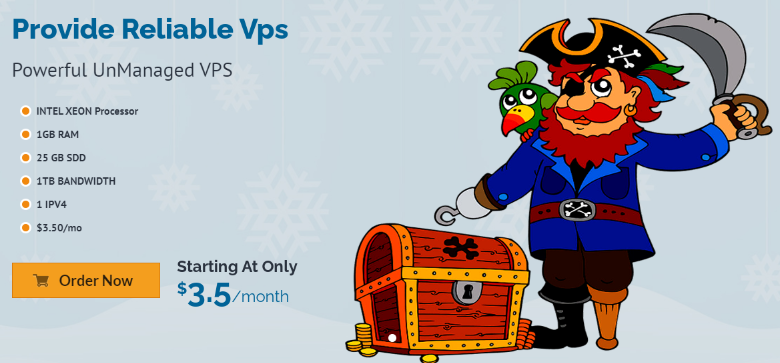 Provide Reliable Vps
Powerful UnManaged VPS
INTEL XEON Processor
1GB RAM
25 GB SDD
1TB BANDWIDTH
1 IPV4
$3.50/mo
Order Now
Starting At Only
$3.5/month